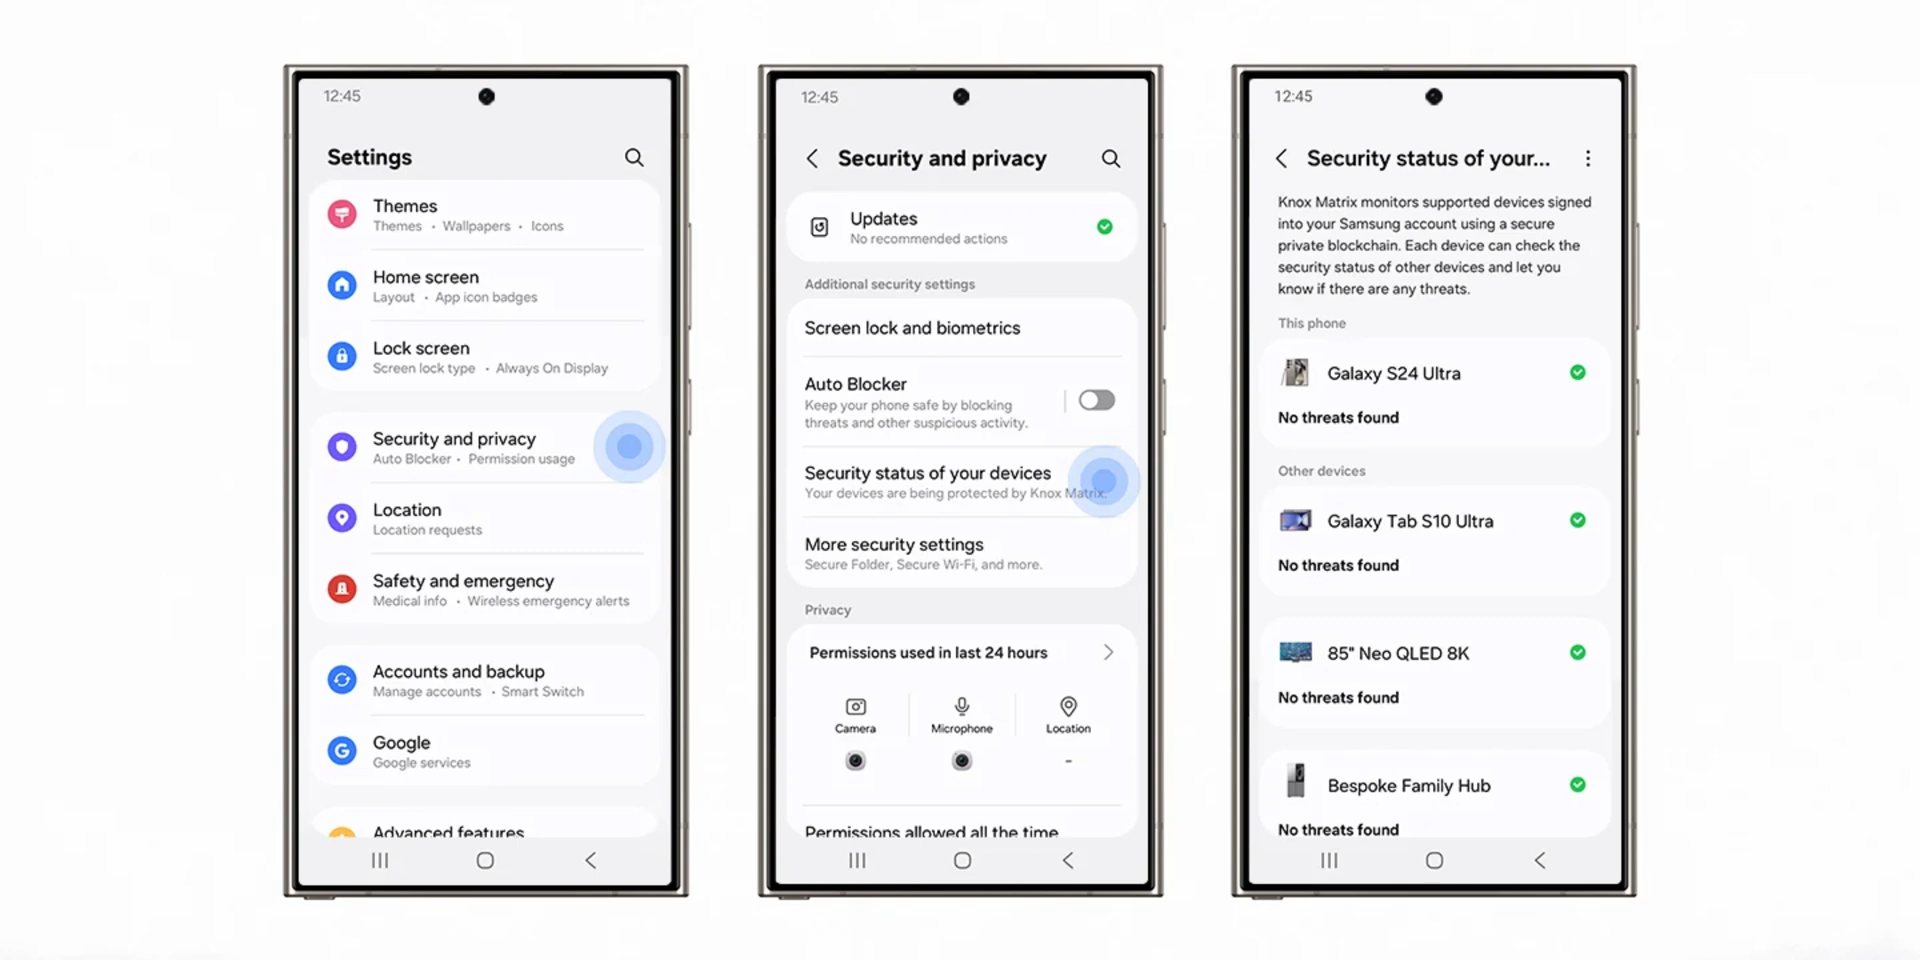 12:45
Settings
Themes
Themes • Wallpapers • Icons
Home screen
Layout • App icon badges
Lock screen
Screen lock type • Always On Display
Security and privacy
Auto Blocker • Permission usage
Location
Location requests
Safety and emergency
Medical info • Wireless emergency alerts
Accounts and backup
Manage accounts • Smart Switch
G
Google
Google services
Advanced features
12:45
Security and privacy
Updates
No recommended actions
Additional security settings
Screen lock and biometrics
Auto Blocker
Keep your phone safe by blocking
threats and other suspicious activity.
Security status of your devices
Your devices are being protected by Knox Matrix.
More security settings
Secure Folder, Secure Wi-Fi, and more.
Privacy
Permissions used in last 24 hours
Camera
Microphone
Location
-
Permissions allowed all the time
12:45
Security status of your...
Knox Matrix monitors supported devices signed
into your Samsung account using a secure
private blockchain. Each device can check the
security status of other devices and let you
know if there are any threats.
This phone
Galaxy S24 Ultra
No threats found
Other devices
Galaxy Tab S10 Ultra
No threats found
85" Neo QLED 8K
No threats found
Bespoke Family Hub
No threats found